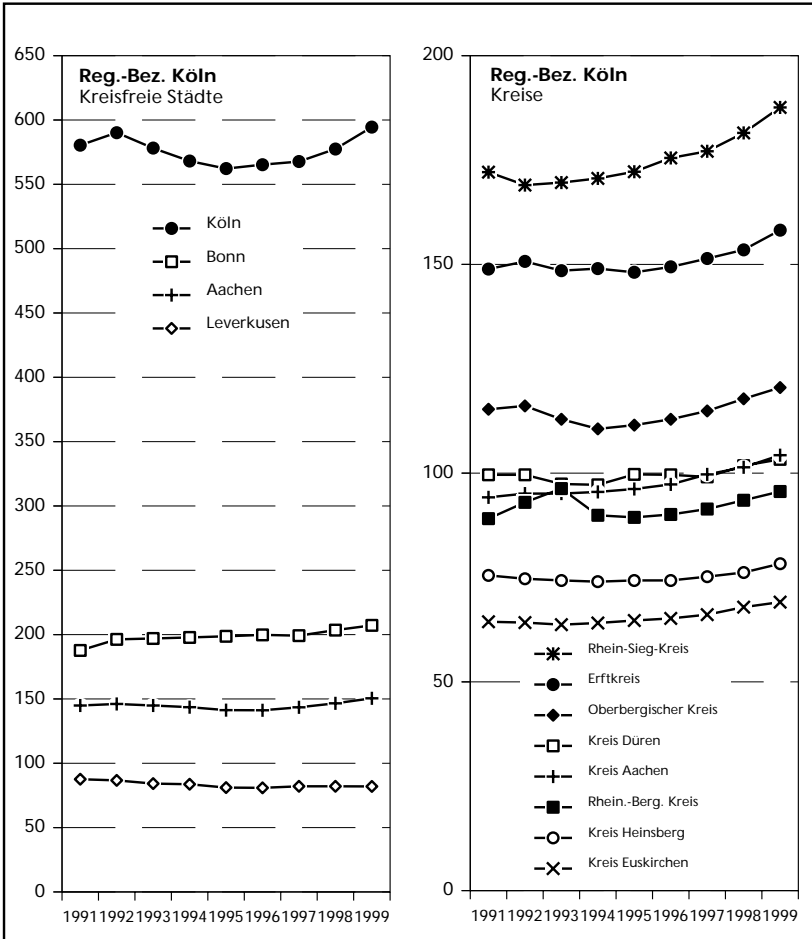 Reg.-Bez. Köln
Kreisfreie Städte
650
600
550
500
450
400
350
300
250
200
150
100
50
0
Köln
Bonn
Aachen
Leverkusen
1991 1992 1993 1994 1995 1996 1997 1998 1999
Reg.-Bez. Köln
Kreise
200
150
100
50
0
Rhein-Sieg-Kreis
Erftkreis
Oberbergischer Kreis
Kreis Düren
Kreis Aachen
Rhein.-Berg. Kreis
Kreis Heinsberg
Kreis Euskirchen
1991 1992 1993 1994 1995 1996 1997 1998 1999